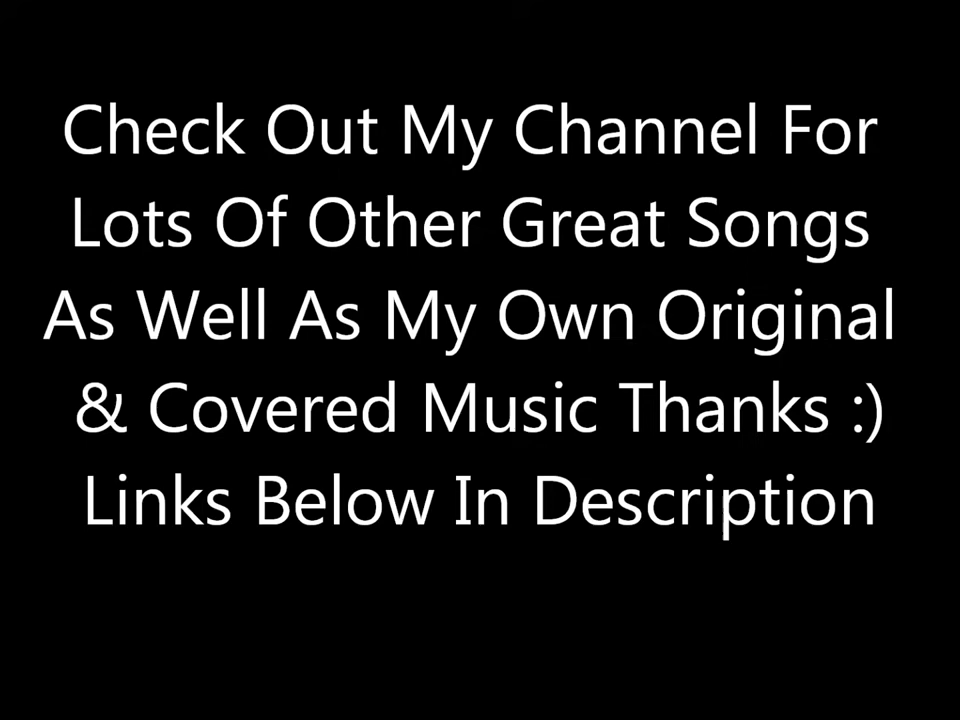 Check Out My Channel For
Lots Of Other Great Songs
As Well As My Own Original
& Covered Music Thanks :)
Links Below In Description